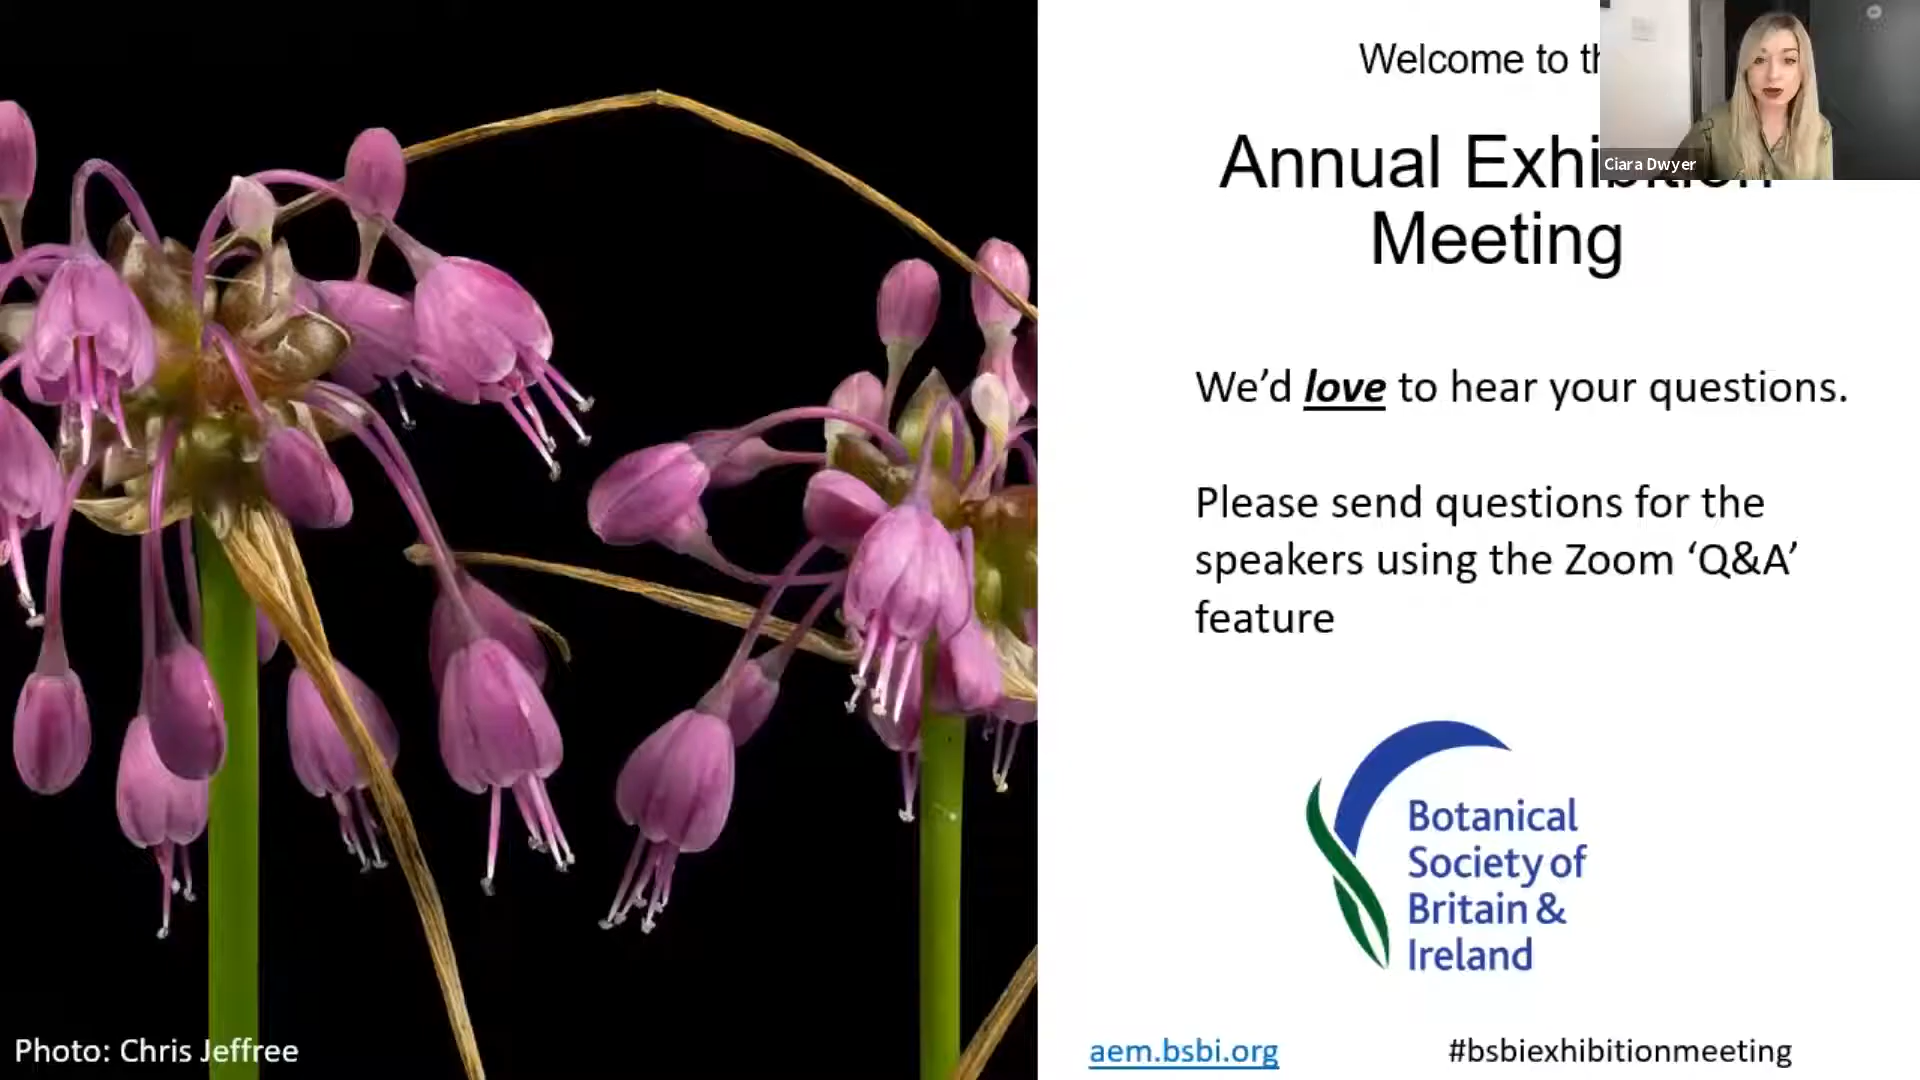 Welcome to th
Ciara Dwyer
Annual Exhibition
Meeting
We’d love to hear your questions.
Please send questions for the
speakers using the Zoom ‘Q&A’
feature
Botanical
Society of
Britain &
Ireland
Photo: Chris Jeffree
aem.bsbi.org
#bsbiexhibitionmeeting